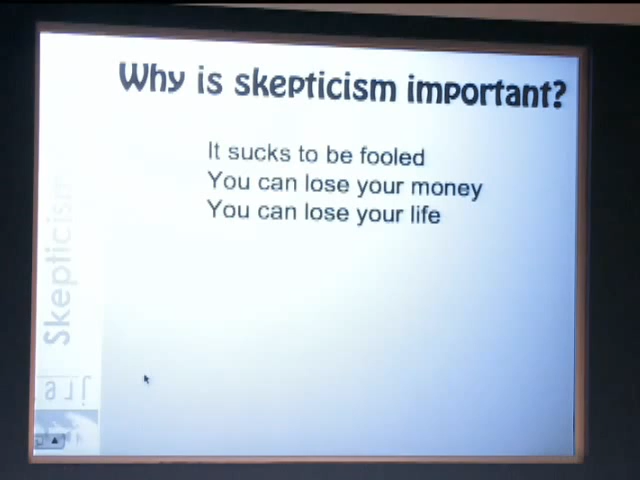 Why is skepticism important?
It sucks to be fooled
You can lose your money
You can lose your life
Skepticism